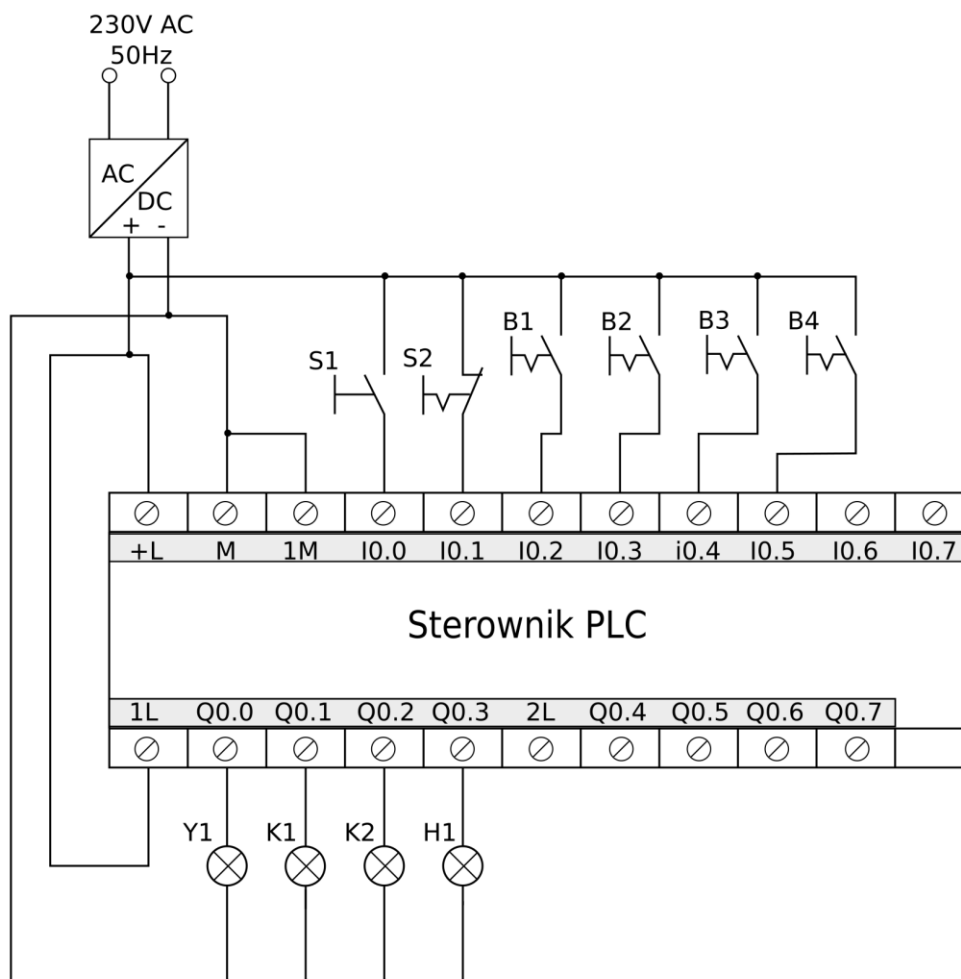 230V AC
50Hz
AC
DC
+ -
S1 S2 B1 B2 B3 B4
+L M 1M I0.0 I0.1 I0.2 I0.3 i0.4 I0.5 I0.6 I0.7
Sterownik PLC
1L Q0.0 Q0.1 Q0.2 Q0.3 2L Q0.4 Q0.5 Q0.6 Q0.7
Y1 K1 K2 H1